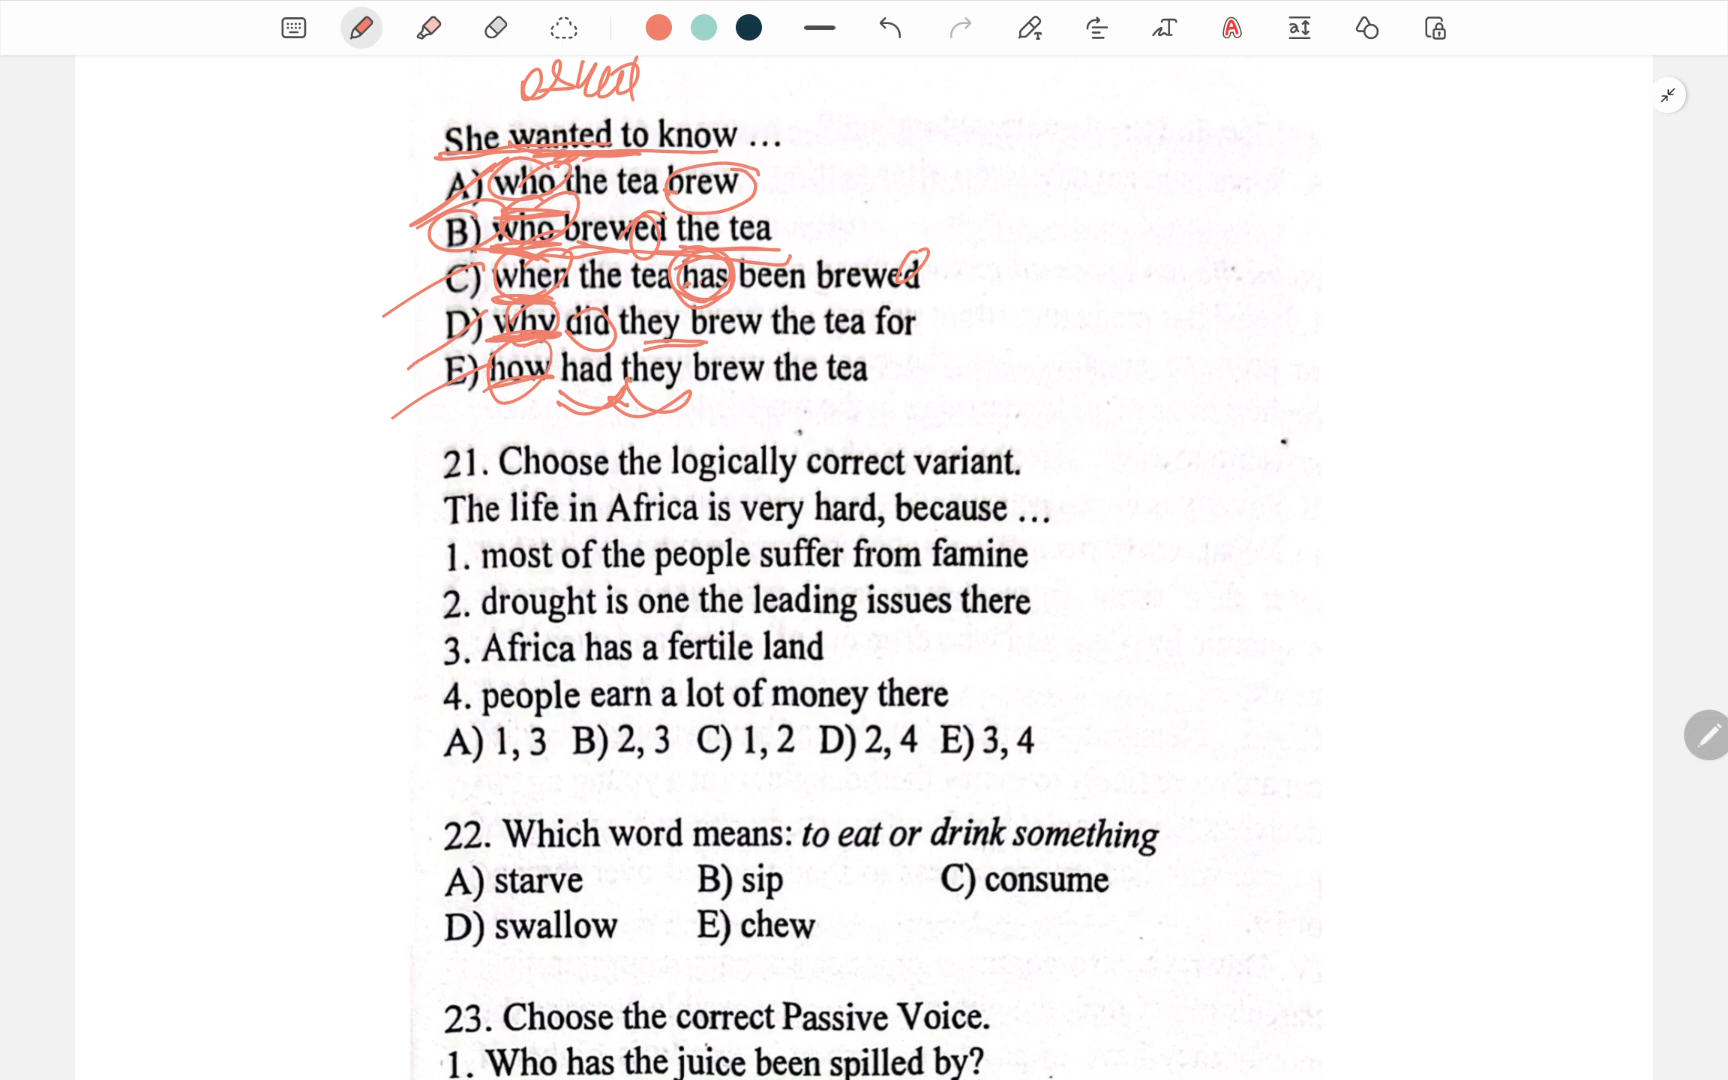 asked
She wanted to know ...
A) who the tea brew
B) who brewed the tea
C) when the tea has been brewed
D) why did they brew the tea for
E) how had they brew the tea
21. Choose the logically correct variant.
The life in Africa is very hard, because ...
1. most of the people suffer from famine
2. drought is one the leading issues there
3. Africa has a fertile land
4. people earn a lot of money there
A) 1, 3 B) 2, 3 C) 1, 2 D) 2, 4 E) 3, 4
22. Which word means: to eat or drink something
A) starve B) sip C) consume
D) swallow E) chew
23. Choose the correct Passive Voice.
1. Who has the juice been spilled by?